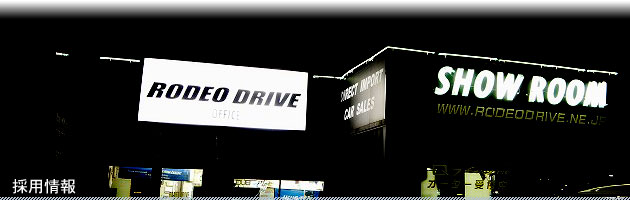 RODEO DRIVE
OFFICE
DIRECT IMPORT
CAR SALES
SHOW ROOM
WWW.RODEODRIVE.NE.JP
採用情報